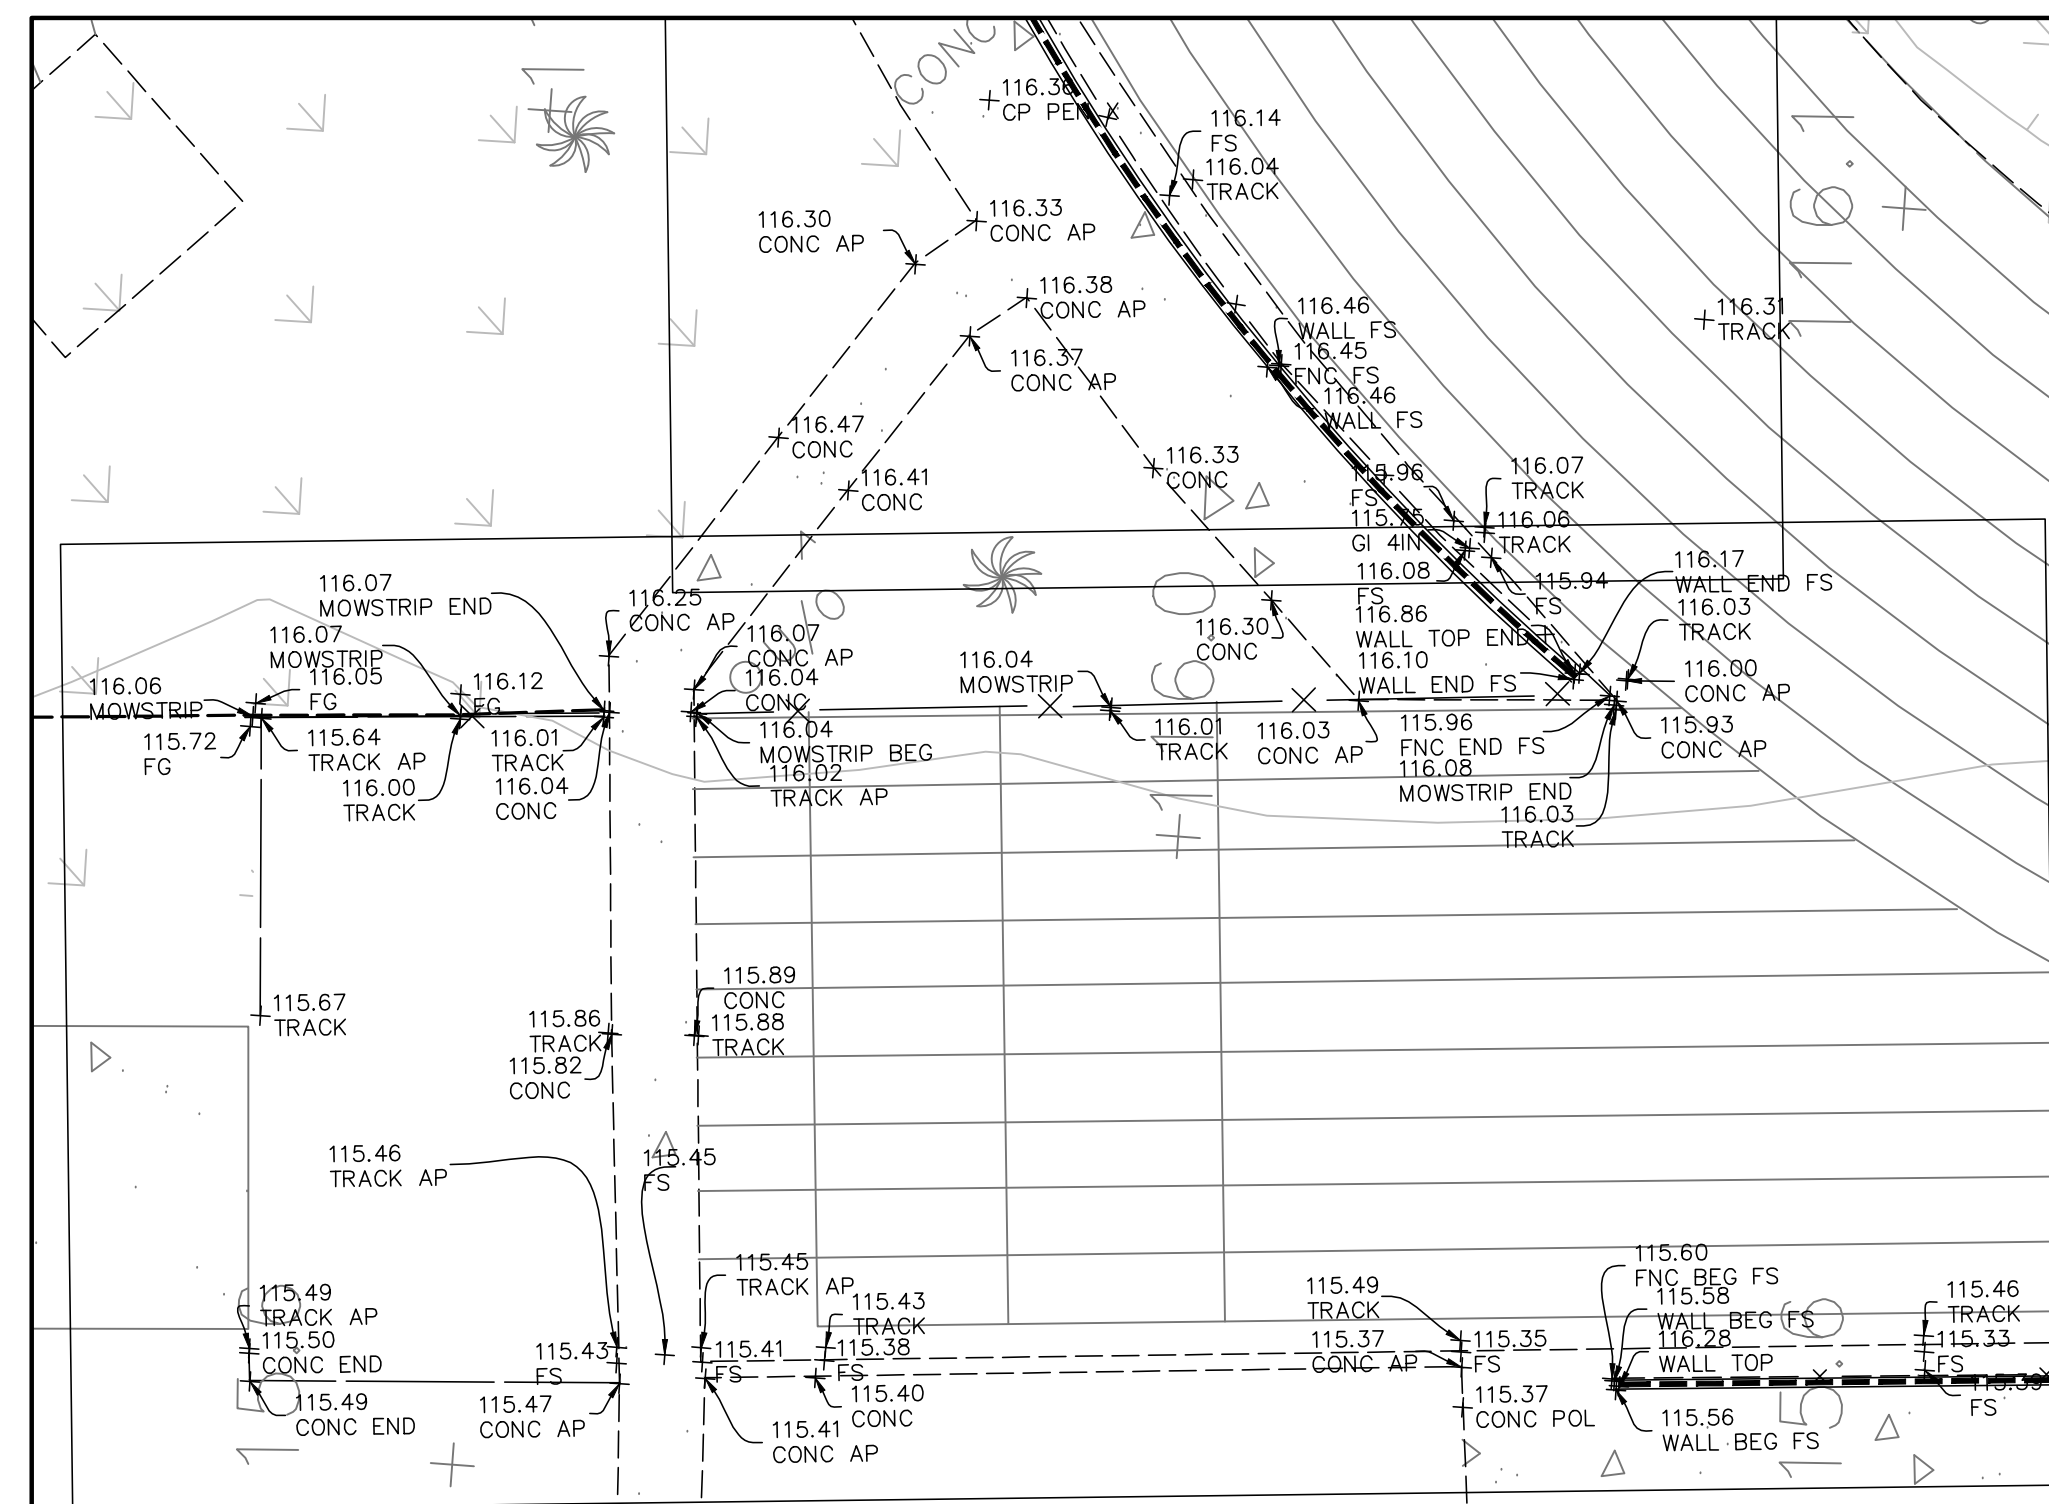 CONC
116.36
CP PEN
116.14
FS
116.04
TRACK
116.1
116.30
CONC AP
116.33
CONC AP
116.38
CONC AP
116.37
CONC AP
116.46
WALL FS
116.45
FNC FS
116.46
WALL FS
116.31
TRACK
116.47
CONC
116.41
CONC
116.33
CONC
115.96
FS
115.75
GI 4IN
116.07
TRACK
116.06
TRACK
116.08
FS
115.94
FS
116.17
WALL END FS
116.07
MOWSTRIP END
116.25
CONC AP
116.86
WALL TOP END
116.03
TRACK
116.30
CONC
116.0
116.07
MOWSTRIP
116.07
CONC AP
116.05
FG
116.12
FG
116.06
MOWSTRIP
116.04
CONC
116.04
MOWSTRIP
116.10
WALL END FS
116.00
CONC AP
115.72
FG
115.64
TRACK AP
116.01
TRACK
116.04
MOWSTRIP BEG
116.01
TRACK
116.03
CONC AP
115.96
FNC END FS
115.93
CONC AP
116.00
TRACK
116.04
CONC
116.02
TRACK AP
116.08
MOWSTRIP END
116.03
TRACK
115.67
TRACK
115.89
CONC
115.86
TRACK
115.88
TRACK
115.82
CONC
115.46
TRACK AP
115.45
FS
115.49
TRACK AP
115.50
CONC END
115.45
TRACK AP
115.43
TRACK
115.49
TRACK
115.60
FNC BEG FS
115.58
WALL BEG FS
115.46
TRACK
115.43
FS
115.41
FS
115.38
FS
115.37
CONC AP
115.35
FS
116.28
WALL TOP
115.33
FS
115.49
CONC END
115.47
CONC AP
115.40
CONC
115.41
CONC AP
115.37
CONC POL
115.56
WALL BEG FS
FS